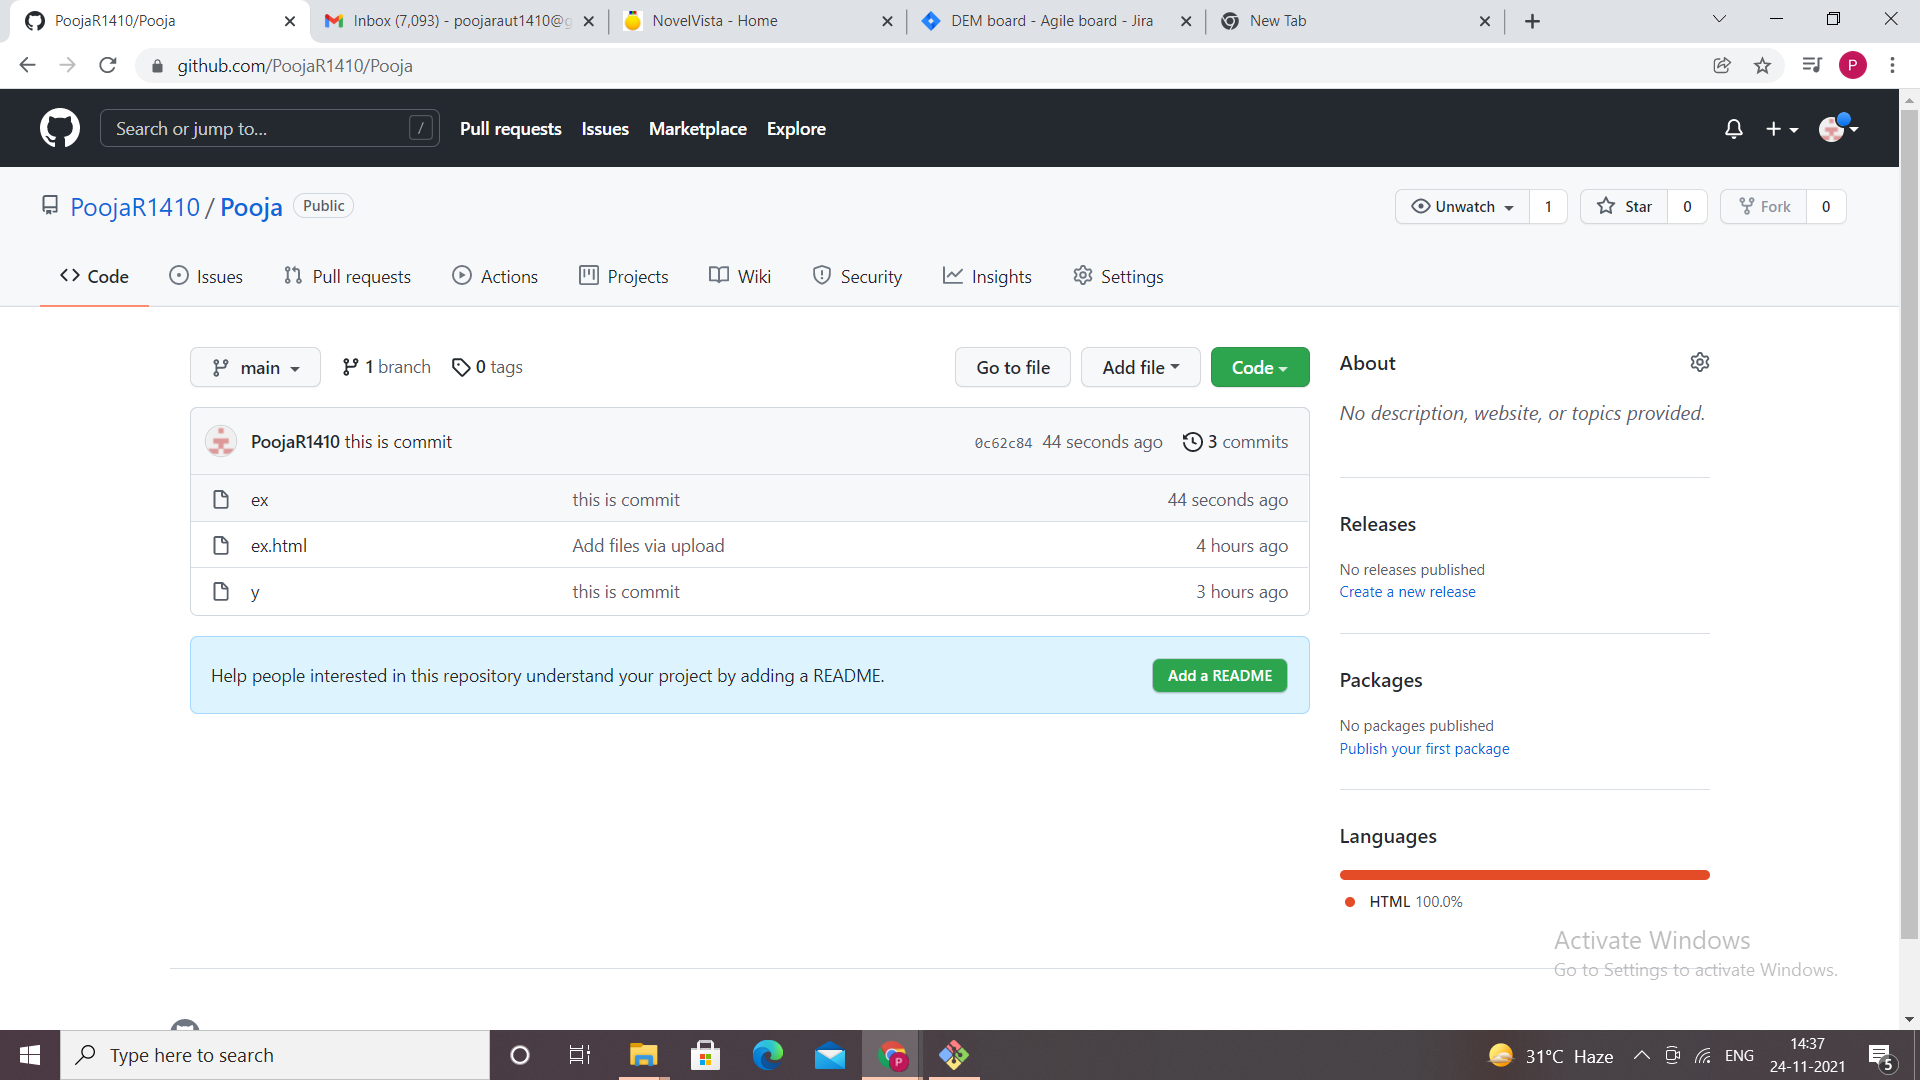 PoojaR1410/Pooja
Inbox (7,093) - poojaraut1410@g
NovelVista - Home
DEM board - Agile board - Jira
New Tab
github.com/PoojaR1410/Pooja
P
Search or jump to...
/
Pull requests
Issues
Marketplace
Explore
PoojaR1410 / Pooja
Public
Unwatch
1
Star
0
Fork
0
Code
Issues
Pull requests
Actions
Projects
Wiki
Security
Insights
Settings
main
1 branch
0 tags
Go to file
Add file
Code
PoojaR1410 this is commit
0c62c84 44 seconds ago
3 commits
ex
this is commit
44 seconds ago
ex.html
Add files via upload
4 hours ago
y
this is commit
3 hours ago
Help people interested in this repository understand your project by adding a README.
Add a README
About
No description, website, or topics provided.
Releases
No releases published
Create a new release
Packages
No packages published
Publish your first package
Languages
HTML 100.0%
Activate Windows
Go to Settings to activate Windows.
Type here to search
P
31°C Haze
ENG
14:37
24-11-2021
5